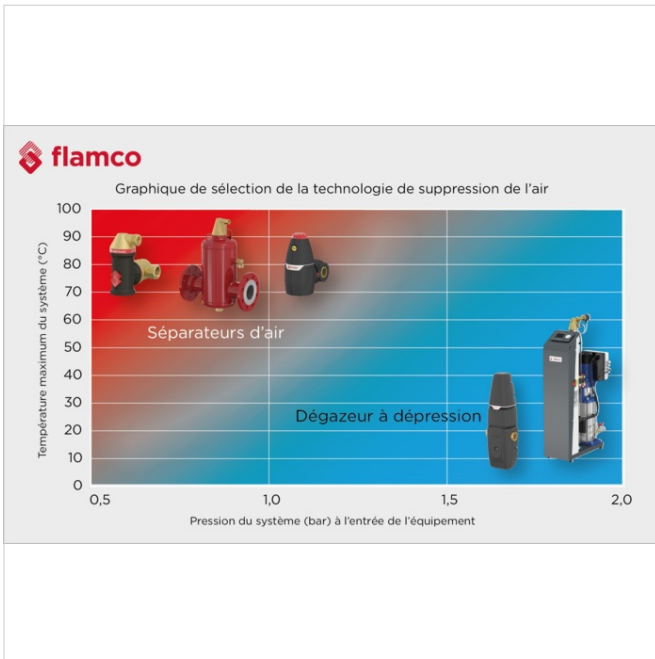 flamco
Graphique de sélection de la technologie de suppression de l'air
100
90
80
70
60
50
40
30
20
10
0
Température maximum du système (°C)
Séparateurs d'air
Dégazeur à dépression
0,5
1,0
1,5
2,0
Pression du système (bar) à l'entrée de l'équipement